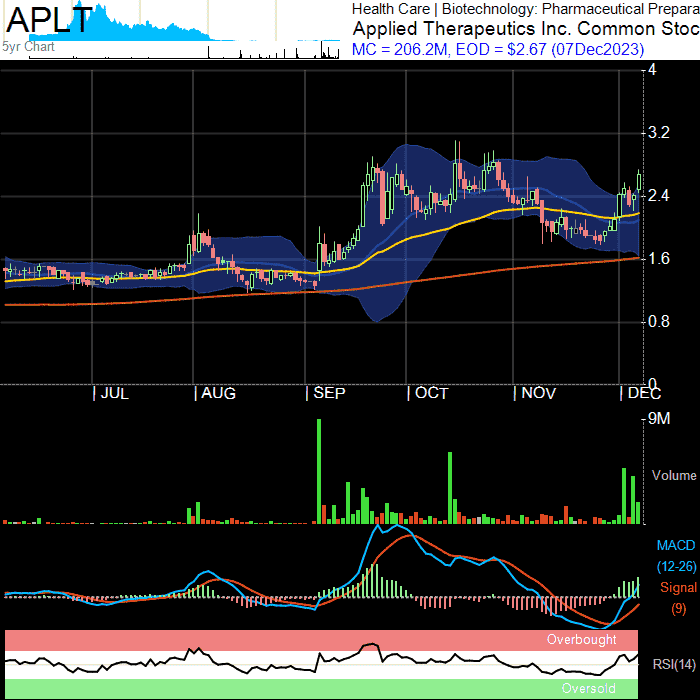 APLT
5yr Chart
Health Care | Biotechnology: Pharmaceutical Prepara
Applied Therapeutics Inc. Common Stoc
MC = 206.2M, EOD = $2.67 (07Dec2023)
4
3.2
2.4
1.6
0.8
0
| JUL | AUG | SEP | OCT | NOV | DEC
9M
Volume
MACD
(12-26)
Signal
(9)
Overbought
RSI(14)
Oversold